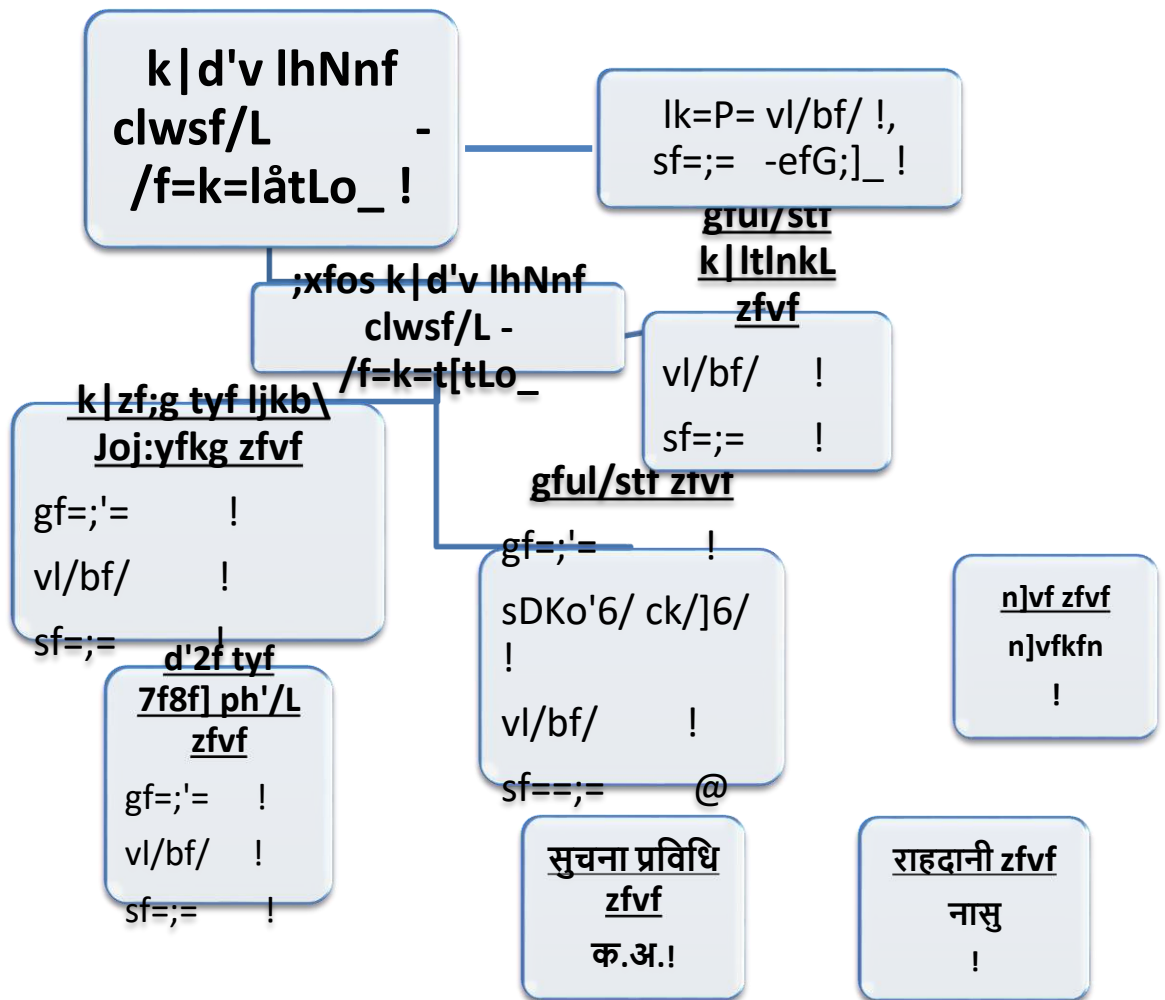 k|d'v lhNnf
clwsf/L -
/f=k=låtLo_ !
lk=P= vl/bf/ !,
sf=;= -efG;]_ !
;xfos k|d'v lhNnf
clwsf/L -
/f=k=t[tLo_
gful/stf
k|ltlnkL
zfvf
vl/bf/ !
sf=;= !
k|zf;g tyf ljkb\
Joj:yfkg zfvf
gf=;'= !
vl/bf/ !
sf=;= !
gful/stf zfvf
gf=;'= !
sDKo'6/ ck/]6/
!
vl/bf/ !
sf==;= @
n]vf zfvf
n]vfkfn
!
d'2f tyf
7f8f] ph'/L
zfvf
gf=;'= !
vl/bf/ !
sf=;= !
सुचना प्रविधि
zfvf
क.अ.!
राहदानी zfvf
नासु
!